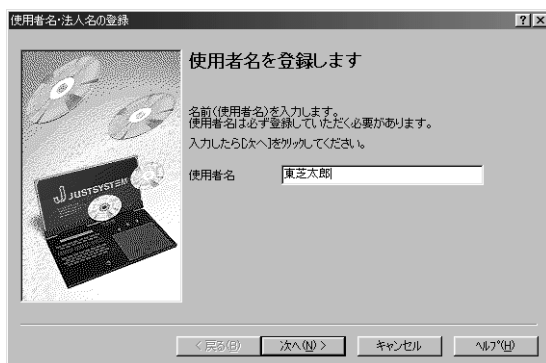 使用者名・法人名の登録
使用者名を登録します
名前(使用者名)を入力します。
使用者名は必ず登録していただく必要があります。
入力したら[次へ]をクリックしてください。
使用者名 東芝太郎
JUSTSYSTEM
< 戻る(B) 次へ(N) > キャンセル ヘルプ(H)